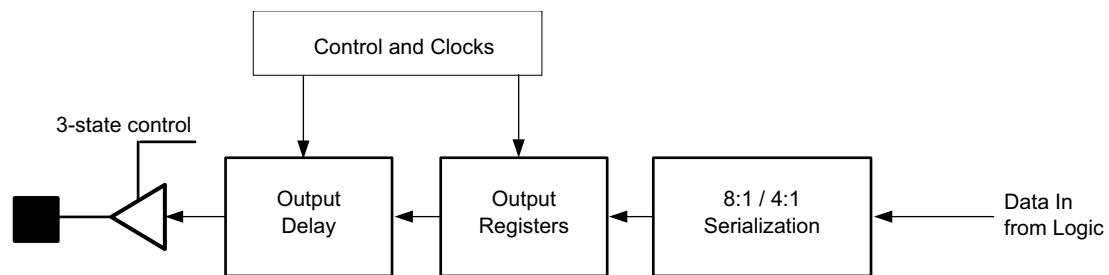 Control and Clocks
3-state control
Output
Delay
Output
Registers
8:1 / 4:1
Serialization
Data In
from Logic